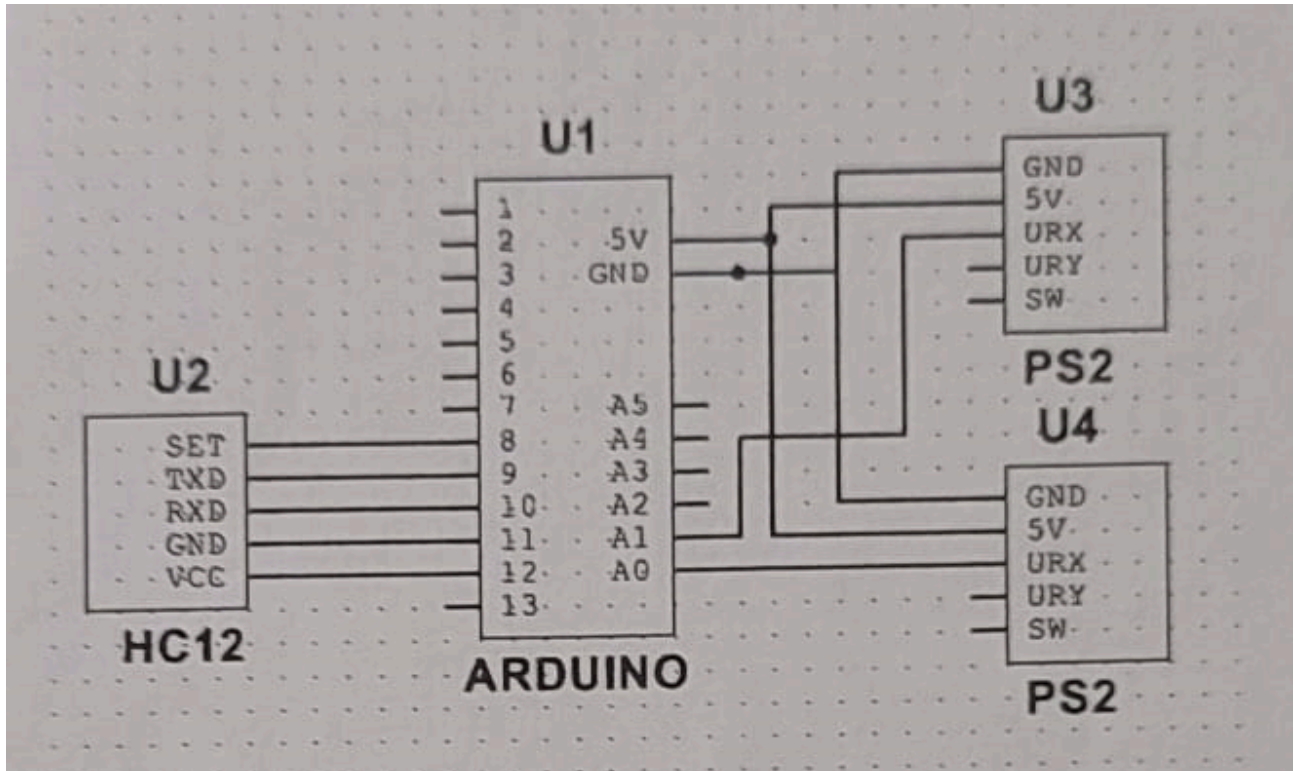 U1
1
2
3
4
5
6
7
8
9
10
11
12
13
5V
GND
A5
A4
A3
A2
A1
A0
ARDUINO
U2
SET
TXD
RXD
GND
VCC
HC12
U3
GND
5V
URX
URY
SW
PS2
U4
GND
5V
URX
URY
SW
PS2